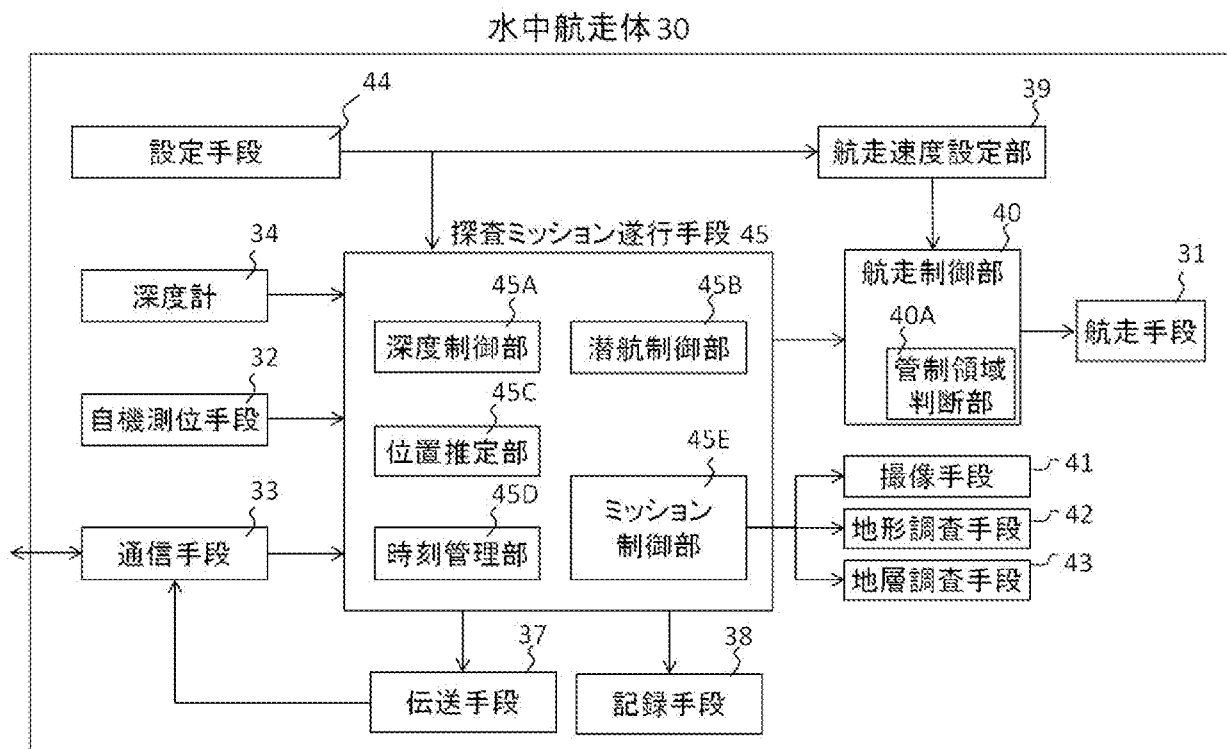 水中航走体 30
44
設定手段
39
航走速度設定部
34
深度計
探査ミッション遂行手段 45
45A
深度制御部
45B
潜航制御部
40
航走制御部
40A
管制領域
判断部
31
航走手段
32
自機測位手段
45C
位置推定部
33
通信手段
45D
時刻管理部
45E
ミッション
制御部
撮像手段
41
地形調査手段
42
地層調査手段
43
37
伝送手段
38
記録手段